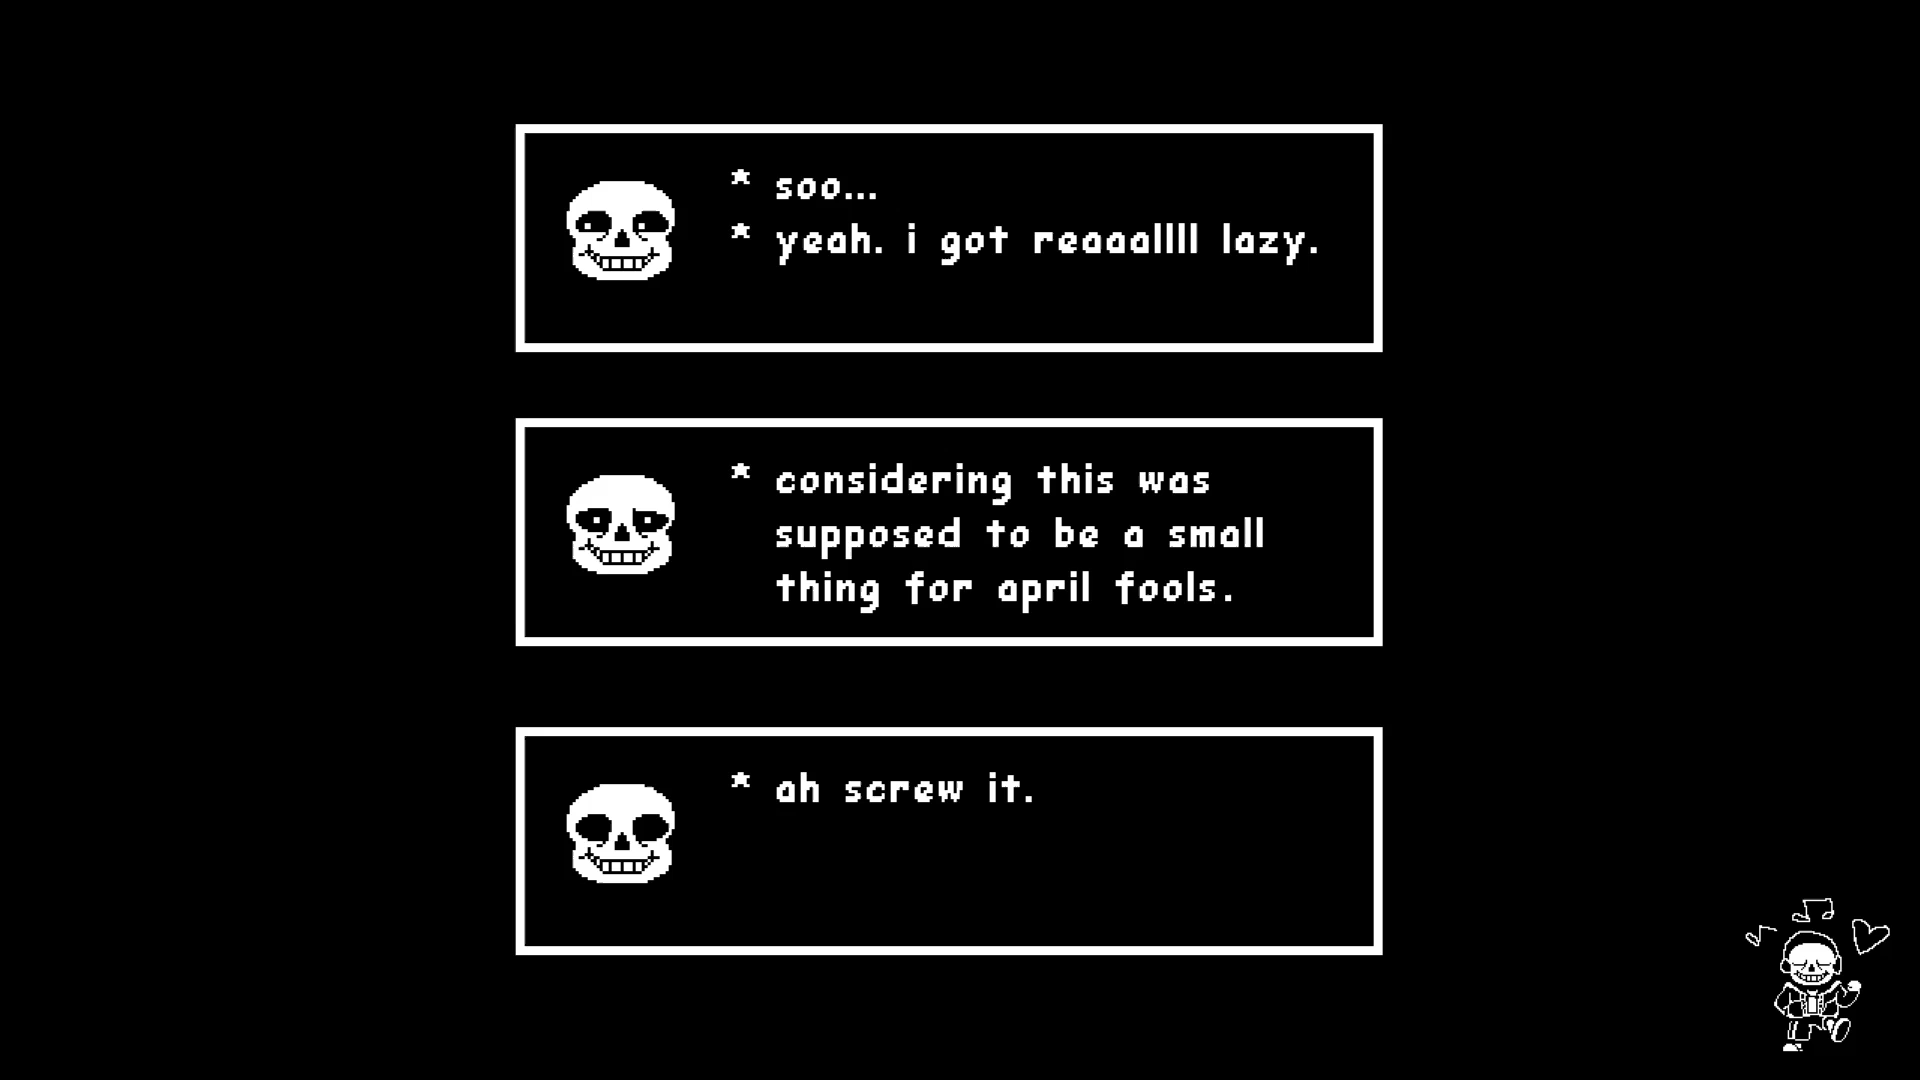 * soo...
* yeah. i got reaaallll lazy.
* considering this was
supposed to be a small
thing for april fools.
* ah screw it.